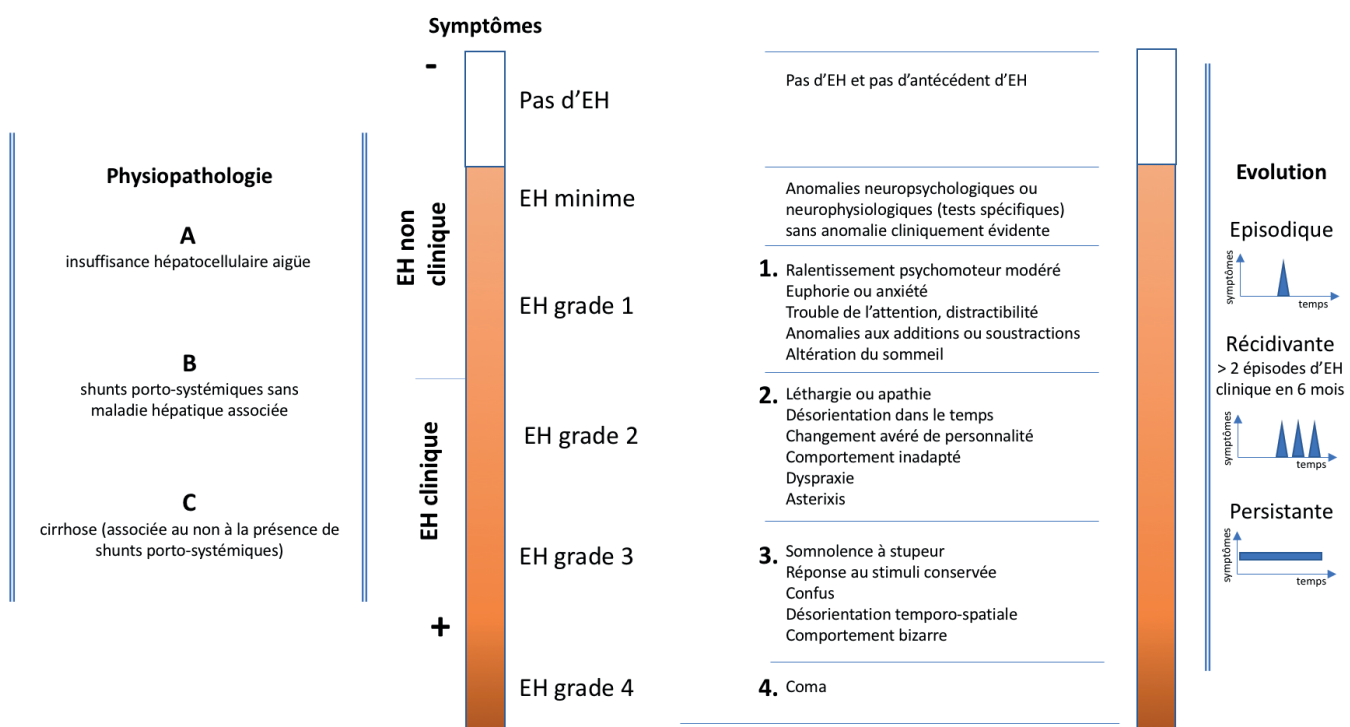 Symptômes
-
Pas d’EH
EH minime
EH grade 1
EH grade 2
EH grade 3
EH grade 4
+
EH non
clinique
EH clinique
Physiopathologie
A
insuffisance hépatocellulaire aigüe
B
shunts porto-systémiques sans
maladie hépatique associée
C
cirrhose (associée au non à la présence de
shunts porto-systémiques)
Pas d’EH et pas d’antécédent d’EH
Anomalies neuropsychologiques ou
neurophysiologiques (tests spécifiques)
sans anomalie cliniquement évidente
1. Ralentissement psychomoteur modéré
Euphorie ou anxiété
Trouble de l’attention, distractibilité
Anomalies aux additions ou soustractions
Altération du sommeil
2. Léthargie ou apathie
Désorientation dans le temps
Changement avéré de personnalité
Comportement inadapté
Dyspraxie
Asterixis
3. Somnolence à stupeur
Réponse au stimuli conservée
Confus
Désorientation temporo-spatiale
Comportement bizarre
4. Coma
Evolution
Episodique
symptômes
temps
Récidivante
> 2 épisodes d’EH
clinique en 6 mois
symptômes
temps
Persistante
symptômes
temps